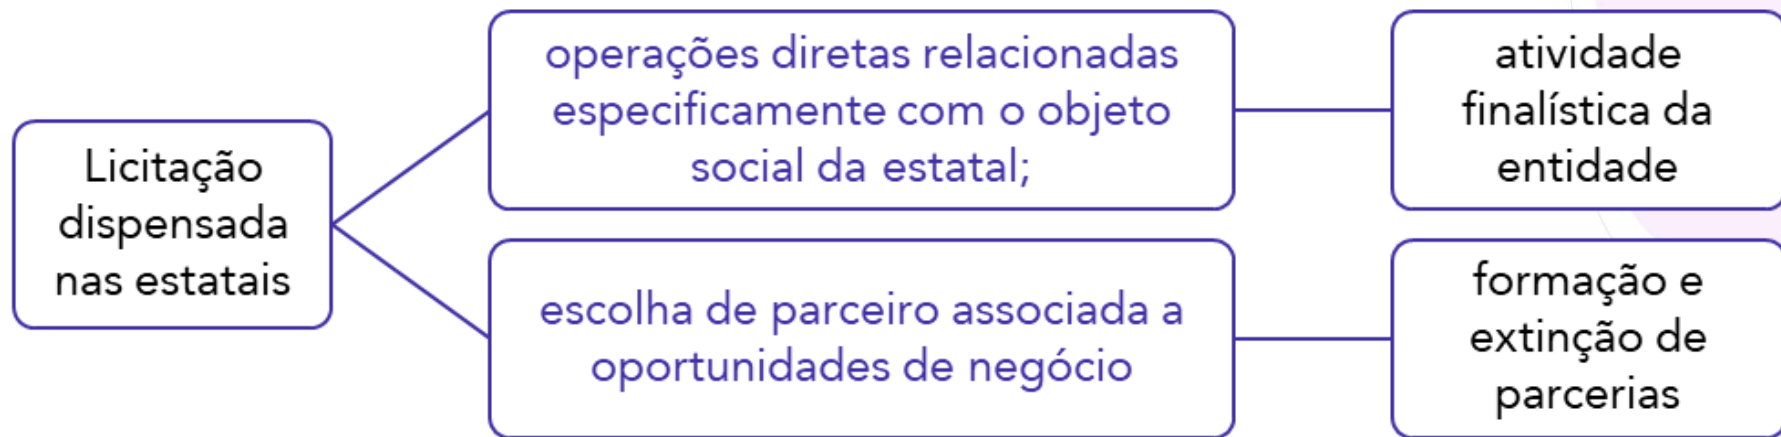 Licitação
dispensada
nas estatais
operações diretas relacionadas
especificamente com o objeto
social da estatal;
atividade
finalística da
entidade
escolha de parceiro associada a
oportunidades de negócio
formação e
extinção de
parcerias